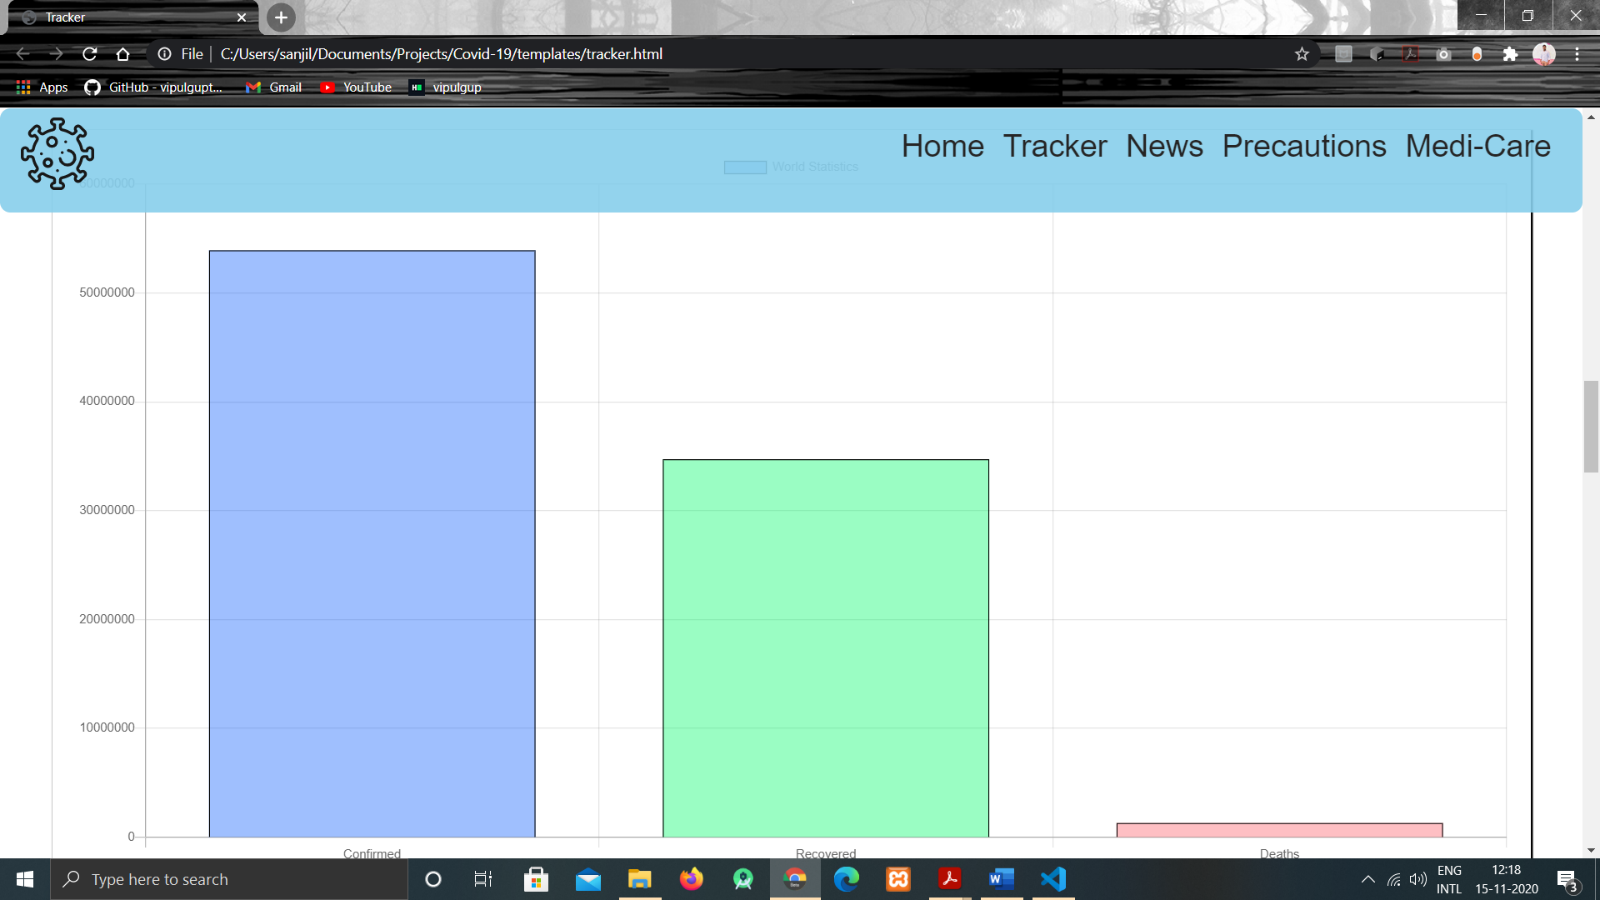 Tracker
File
C:/Users/sanjil/Documents/Projects/Covid-19/templates/tracker.html
Apps
GitHub - vipulgupt...
Gmail
YouTube
vipulgup
Home Tracker News Precautions Medi-Care
World Statistics
60000000
50000000
40000000
30000000
20000000
10000000
0
Confirmed Recovered Deaths
Type here to search
ENG
INTL
12:18
15-11-2020
3